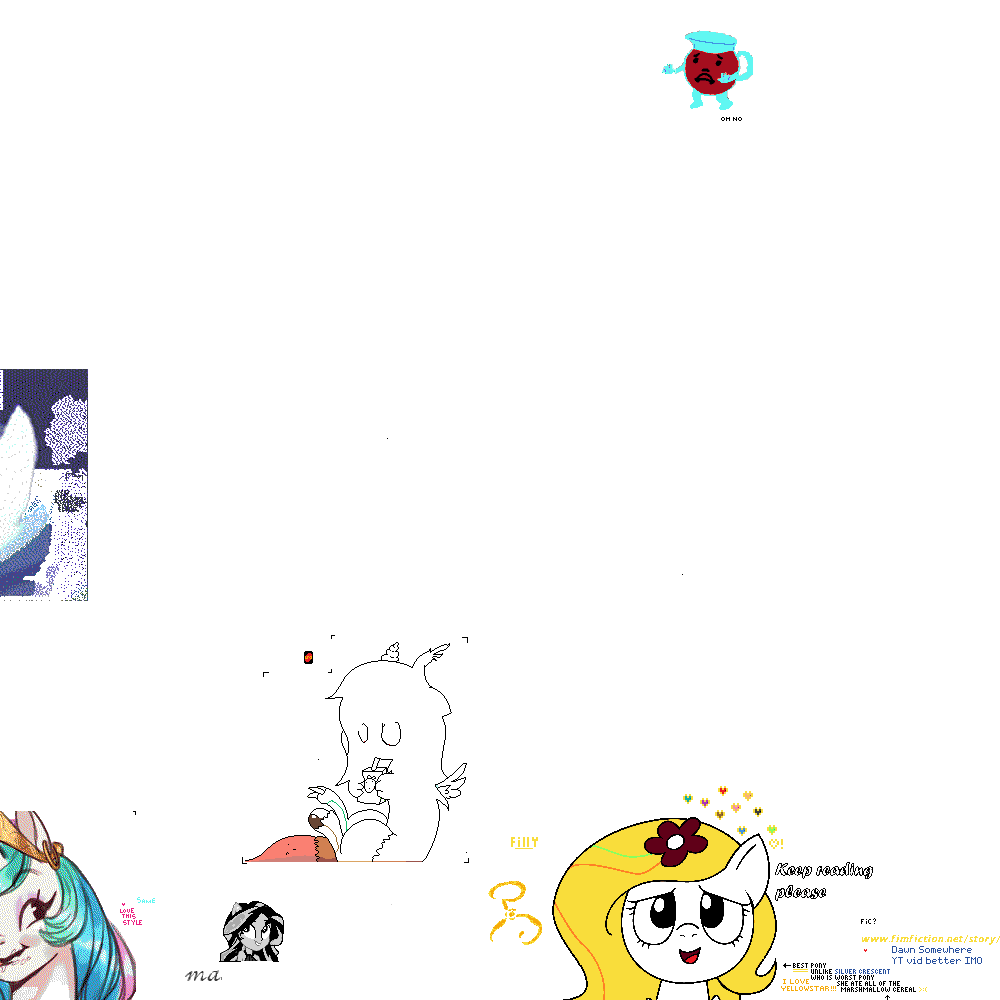 OH NO
FillY
!
Keep reading
please
Same
LOVE
THIS
STYLE
FiC?
www.fimfiction.net/story/
Dawn Somewhere
YT vid better IMO
BEST PONY
UNLIKE SILVER CRESCENT
WHO IS WORST PONY
I LOVE
YELLOWSTAR!!!
SHE ATE ALL OF THE
MARSHMALLOW CEREAL
ma